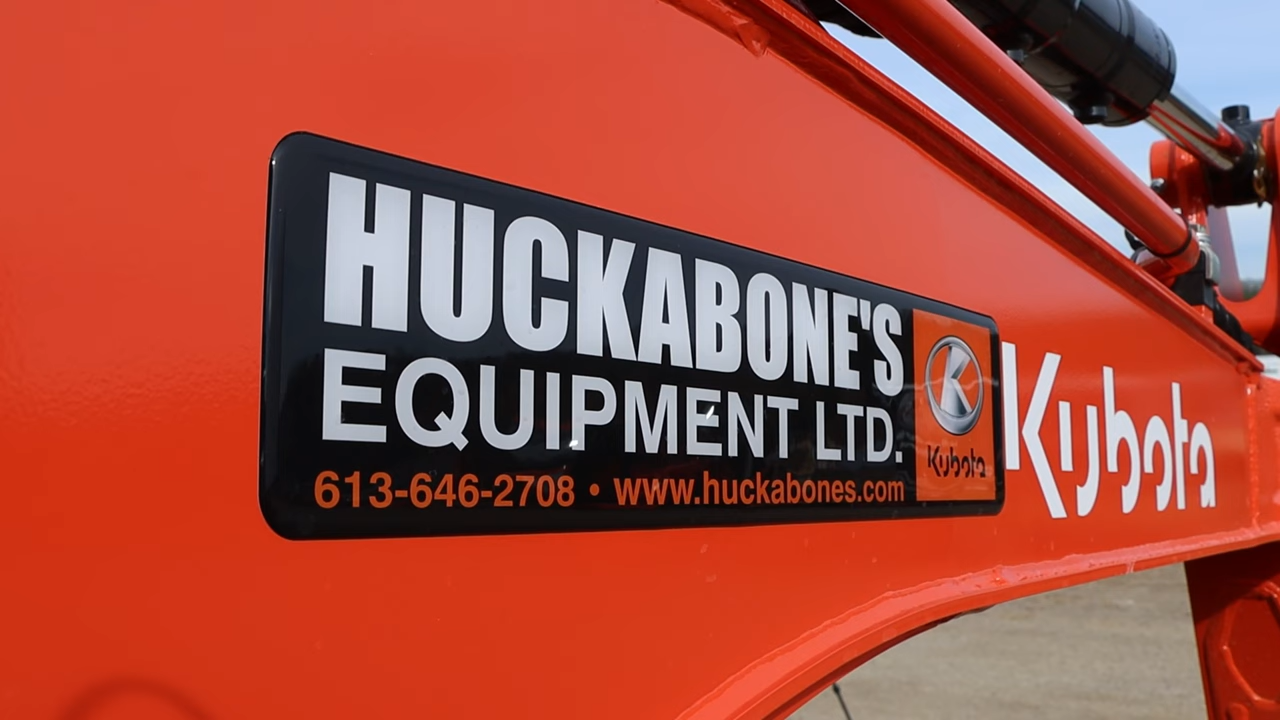 HUCKABONE'S
EQUIPMENT LTD.
613-646-2708 • www.huckabones.com
K
Kubota
Kubota